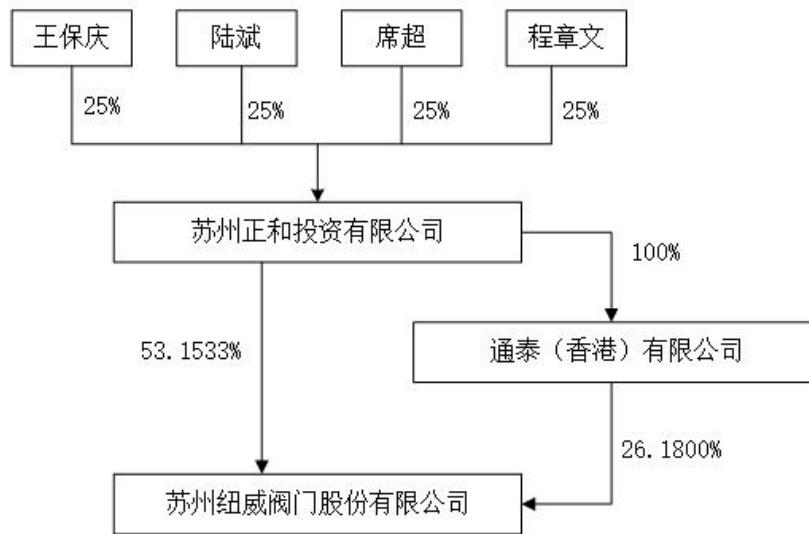 王保庆
陆斌
席超
程章文
25%
25%
25%
25%
苏州正和投资有限公司
100%
53.1533%
通泰（香港）有限公司
26.1800%
苏州纽威阀门股份有限公司